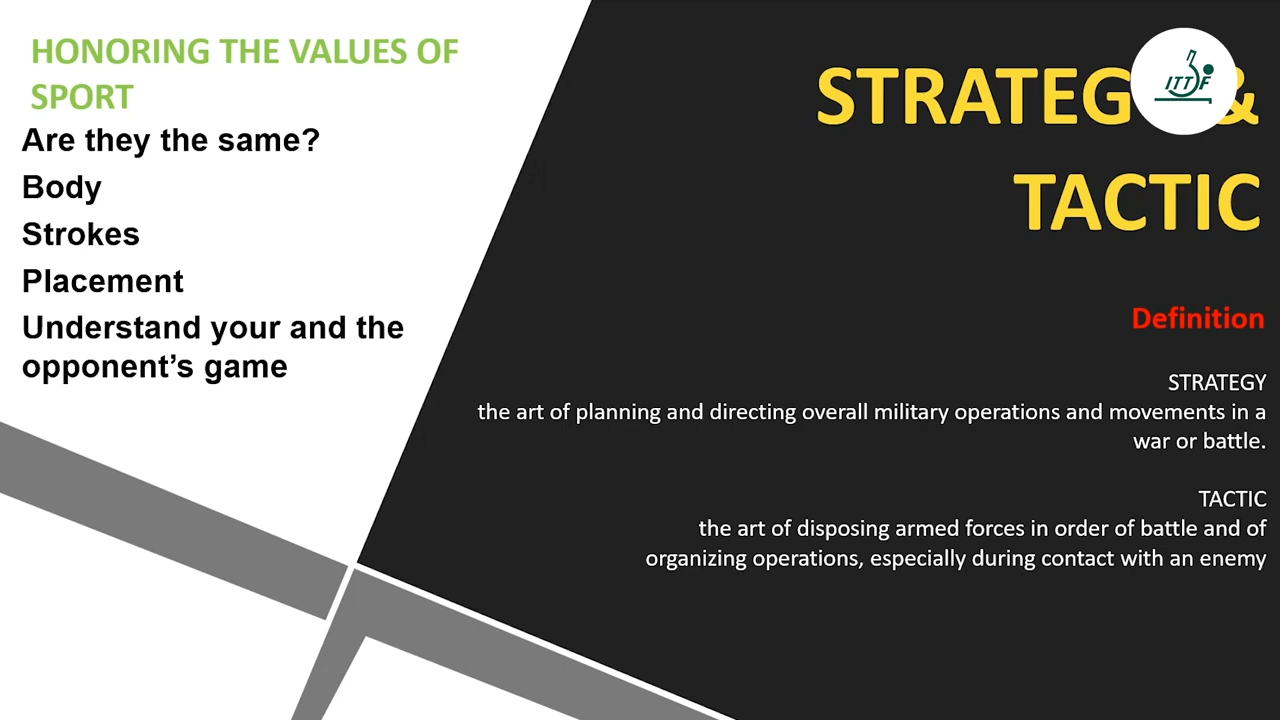 HONORING THE VALUES OF
SPORT
Are they the same?
Body
Strokes
Placement
Understand your and the
opponent’s game
STRATEG &
TACTIC
ITTF
Definition
STRATEGY
the art of planning and directing overall military operations and movements in a
war or battle.
TACTIC
the art of disposing armed forces in order of battle and of
organizing operations, especially during contact with an enemy